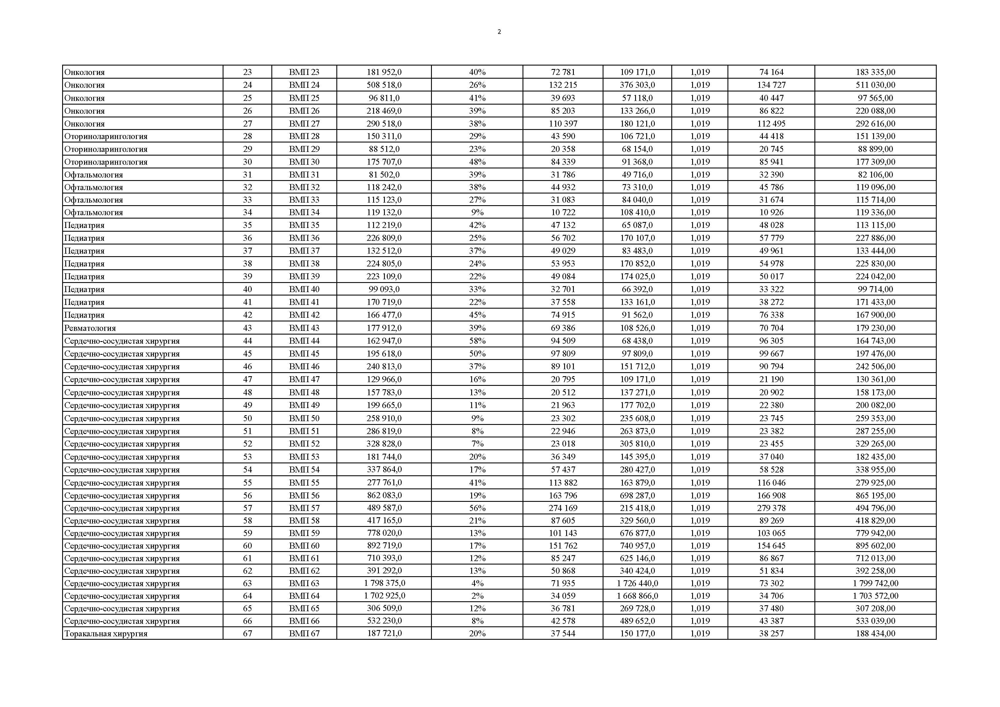 2
Онкология 23 ВМП 23 181 952,0 40% 72 781 109 171,0 1,019 74 164 183 335,00
Онкология 24 ВМП 24 508 518,0 26% 132 215 376 303,0 1,019 134 727 511 030,00
Онкология 25 ВМП 25 96 811,0 41% 39 693 57 118,0 1,019 40 447 97 565,00
Онкология 26 ВМП 26 218 469,0 39% 85 203 133 266,0 1,019 86 822 220 088,00
Онкология 27 ВМП 27 290 518,0 38% 110 397 180 121,0 1,019 112 495 292 616,00
Оториноларингология 28 ВМП 28 150 311,0 29% 43 590 106 721,0 1,019 44 418 151 139,00
Оториноларингология 29 ВМП 29 88 512,0 23% 20 358 68 154,0 1,019 20 745 88 899,00
Оториноларингология 30 ВМП 30 175 707,0 48% 84 339 91 368,0 1,019 85 941 177 309,00
Офтальмология 31 ВМП 31 81 502,0 39% 31 786 49 716,0 1,019 32 390 82 106,00
Офтальмология 32 ВМП 32 118 242,0 38% 44 932 73 310,0 1,019 45 786 119 096,00
Офтальмология 33 ВМП 33 115 123,0 27% 31 083 84 040,0 1,019 31 674 115 714,00
Офтальмология 34 ВМП 34 119 132,0 9% 10 722 108 410,0 1,019 10 926 119 336,00
Педиатрия 35 ВМП 35 112 219,0 42% 47 132 65 087,0 1,019 48 028 113 115,00
Педиатрия 36 ВМП 36 226 809,0 25% 56 702 170 107,0 1,019 57 779 227 886,00
Педиатрия 37 ВМП 37 132 512,0 37% 49 029 83 483,0 1,019 49 961 133 444,00
Педиатрия 38 ВМП 38 224 805,0 24% 53 953 170 852,0 1,019 54 978 225 830,00
Педиатрия 39 ВМП 39 223 109,0 22% 49 084 174 025,0 1,019 50 017 224 042,00
Педиатрия 40 ВМП 40 99 093,0 33% 32 701 66 392,0 1,019 33 322 99 714,00
Педиатрия 41 ВМП 41 170 719,0 22% 37 558 133 161,0 1,019 38 272 171 433,00
Педиатрия 42 ВМП 42 166 477,0 45% 74 915 91 562,0 1,019 76 338 167 900,00
Ревматология 43 ВМП 43 177 912,0 39% 69 386 108 526,0 1,019 70 704 179 230,00
Сердечно-сосудистая хирургия 44 ВМП 44 162 947,0 58% 94 509 68 438,0 1,019 96 305 164 743,00
Сердечно-сосудистая хирургия 45 ВМП 45 195 618,0 50% 97 809 97 809,0 1,019 99 667 197 476,00
Сердечно-сосудистая хирургия 46 ВМП 46 240 813,0 37% 89 101 151 712,0 1,019 90 794 242 506,00
Сердечно-сосудистая хирургия 47 ВМП 47 129 966,0 16% 20 795 109 171,0 1,019 21 190 130 361,00
Сердечно-сосудистая хирургия 48 ВМП 48 157 783,0 13% 20 512 137 271,0 1,019 20 902 158 173,00
Сердечно-сосудистая хирургия 49 ВМП 49 199 665,0 11% 21 963 177 702,0 1,019 22 380 200 082,00
Сердечно-сосудистая хирургия 50 ВМП 50 258 910,0 9% 23 302 235 608,0 1,019 23 745 259 353,00
Сердечно-сосудистая хирургия 51 ВМП 51 286 819,0 8% 22 946 263 873,0 1,019 23 382 287 255,00
Сердечно-сосудистая хирургия 52 ВМП 52 328 828,0 7% 23 018 305 810,0 1,019 23 455 329 265,00
Сердечно-сосудистая хирургия 53 ВМП 53 181 744,0 20% 36 349 145 395,0 1,019 37 040 182 435,00
Сердечно-сосудистая хирургия 54 ВМП 54 337 864,0 17% 57 437 280 427,0 1,019 58 528 338 955,00
Сердечно-сосудистая хирургия 55 ВМП 55 277 761,0 41% 113 882 163 879,0 1,019 116 046 279 925,00
Сердечно-сосудистая хирургия 56 ВМП 56 862 083,0 19% 163 796 698 287,0 1,019 166 908 865 195,00
Сердечно-сосудистая хирургия 57 ВМП 57 489 587,0 56% 274 169 215 418,0 1,019 279 378 494 796,00
Сердечно-сосудистая хирургия 58 ВМП 58 417 165,0 21% 87 605 329 560,0 1,019 89 269 418 829,00
Сердечно-сосудистая хирургия 59 ВМП 59 778 020,0 13% 101 143 676 877,0 1,019 103 065 779 942,00
Сердечно-сосудистая хирургия 60 ВМП 60 892 719,0 17% 151 762 740 957,0 1,019 154 645 895 602,00
Сердечно-сосудистая хирургия 61 ВМП 61 710 393,0 12% 85 247 625 146,0 1,019 86 867 712 013,00
Сердечно-сосудистая хирургия 62 ВМП 62 391 292,0 13% 50 868 340 424,0 1,019 51 834 392 258,00
Сердечно-сосудистая хирургия 63 ВМП 63 1 798 375,0 4% 71 935 1 726 440,0 1,019 73 302 1 799 742,00
Сердечно-сосудистая хирургия 64 ВМП 64 1 702 925,0 2% 34 059 1 668 866,0 1,019 34 706 1 703 572,00
Сердечно-сосудистая хирургия 65 ВМП 65 306 509,0 12% 36 781 269 728,0 1,019 37 480 307 208,00
Сердечно-сосудистая хирургия 66 ВМП 66 532 230,0 8% 42 578 489 652,0 1,019 43 387 533 039,00
Торакальная хирургия 67 ВМП 67 187 721,0 20% 37 544 150 177,0 1,019 38 257 188 434,00